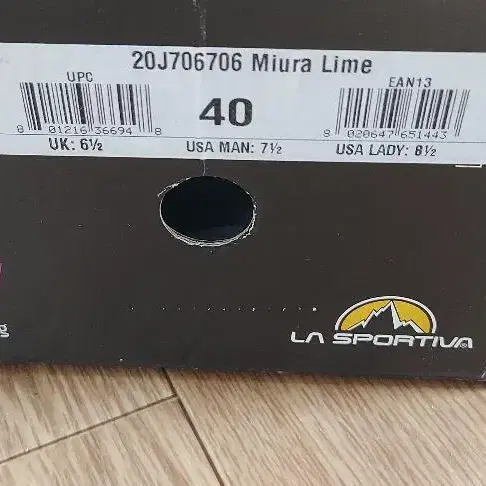 20J706706 Miura Lime
UPC
EAN13
40
8 01216 36694 8
8 020647 651443
UK: 6½
USA MAN: 7½
USA LADY: 8½
LA SPORTIVA